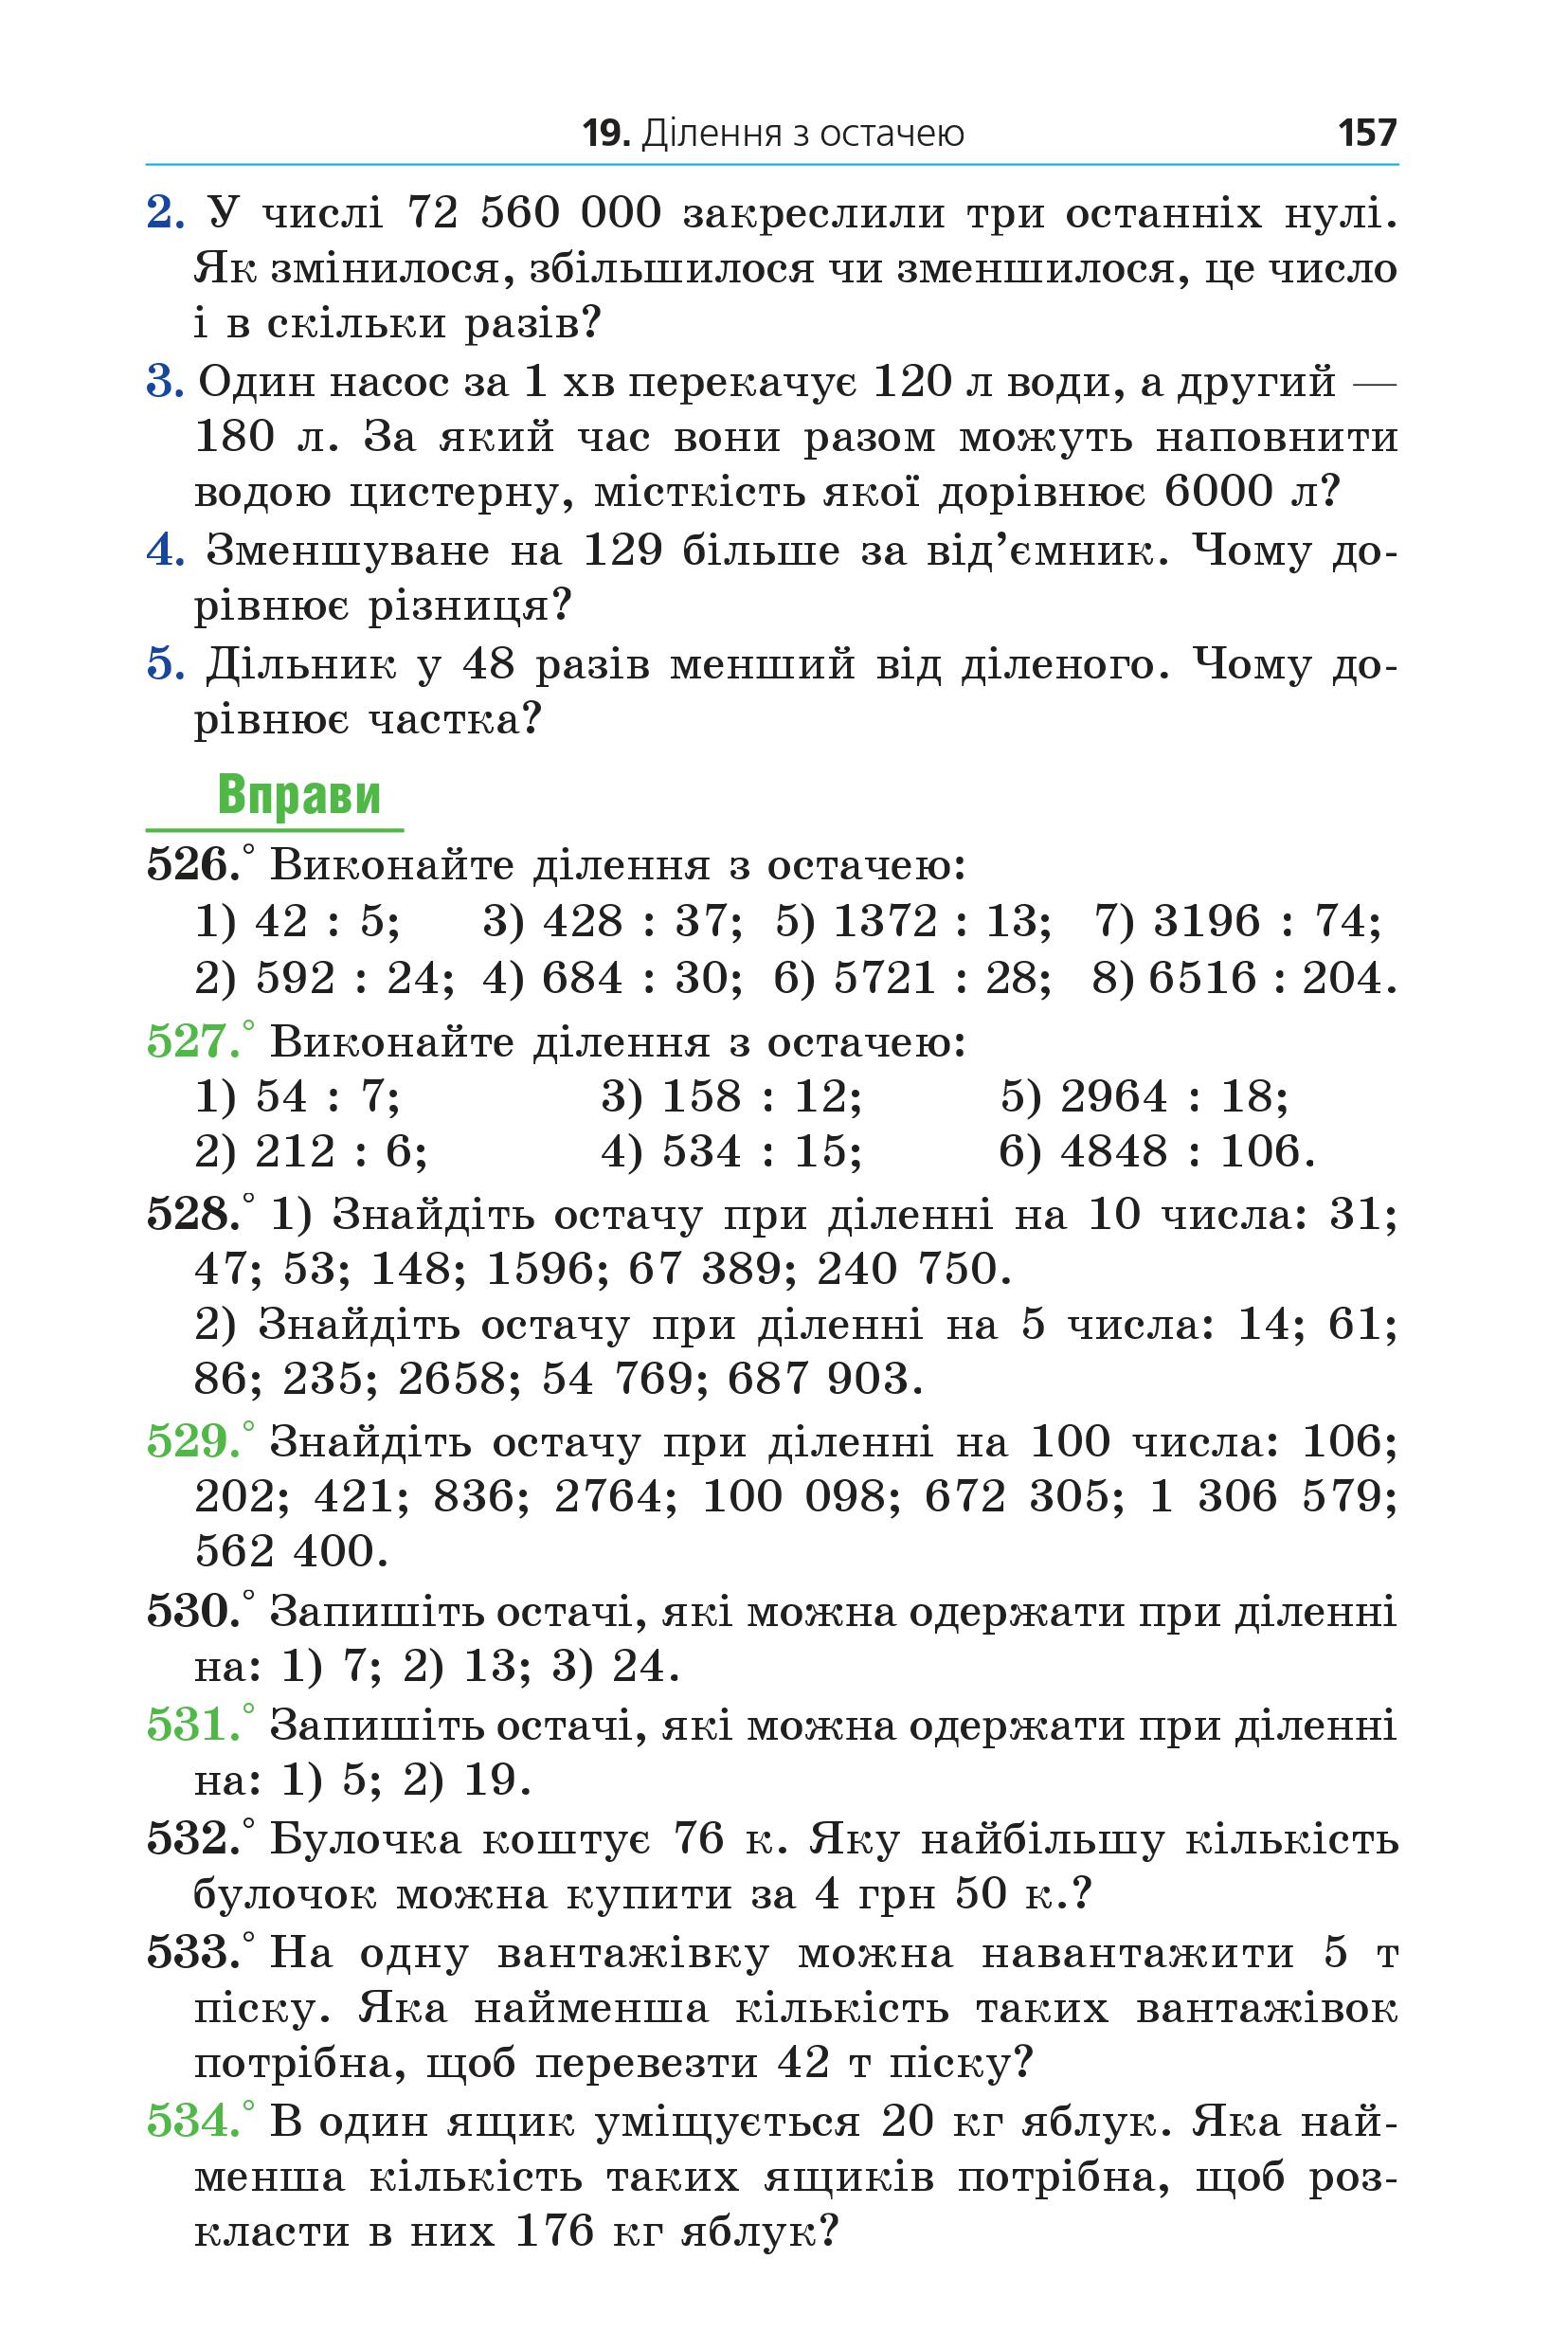 19. Ділення з остачею 157
2. У числі 72 560 000 закреслили три останніх нулі.
Як змінилося, збільшилося чи зменшилося, це число
і в скільки разів?
3. Один насос за 1 хв перекачує 120 л води, а другий —
180 л. За який час вони разом можуть наповнити
водою цистерну, місткість якої дорівнює 6000 л?
4. Зменшуване на 129 більше за від’ємник. Чому до-
рівнює різниця?
5. Дільник у 48 разів менший від діленого. Чому до-
рівнює частка?
Вправи
526.° Виконайте ділення з остачею:
1) 42 : 5; 3) 428 : 37; 5) 1372 : 13; 7) 3196 : 74;
2) 592 : 24; 4) 684 : 30; 6) 5721 : 28; 8) 6516 : 204.
527.° Виконайте ділення з остачею:
1) 54 : 7; 3) 158 : 12; 5) 2964 : 18;
2) 212 : 6; 4) 534 : 15; 6) 4848 : 106.
528.° 1) Знайдіть остачу при діленні на 10 числа: 31;
47; 53; 148; 1596; 67 389; 240 750.
2) Знайдіть остачу при діленні на 5 числа: 14; 61;
86; 235; 2658; 54 769; 687 903.
529.° Знайдіть остачу при діленні на 100 числа: 106;
202; 421; 836; 2764; 100 098; 672 305; 1 306 579;
562 400.
530.° Запишіть остачі, які можна одержати при діленні
на: 1) 7; 2) 13; 3) 24.
531.° Запишіть остачі, які можна одержати при діленні
на: 1) 5; 2) 19.
532.° Булочка коштує 76 к. Яку найбільшу кількість
булочок можна купити за 4 грн 50 к.?
533.° На одну вантажівку можна навантажити 5 т
піску. Яка найменша кількість таких вантажівок
потрібна, щоб перевезти 42 т піску?
534.° В один ящик уміщується 20 кг яблук. Яка най-
менша кількість таких ящиків потрібна, щоб роз-
класти в них 176 кг яблук?